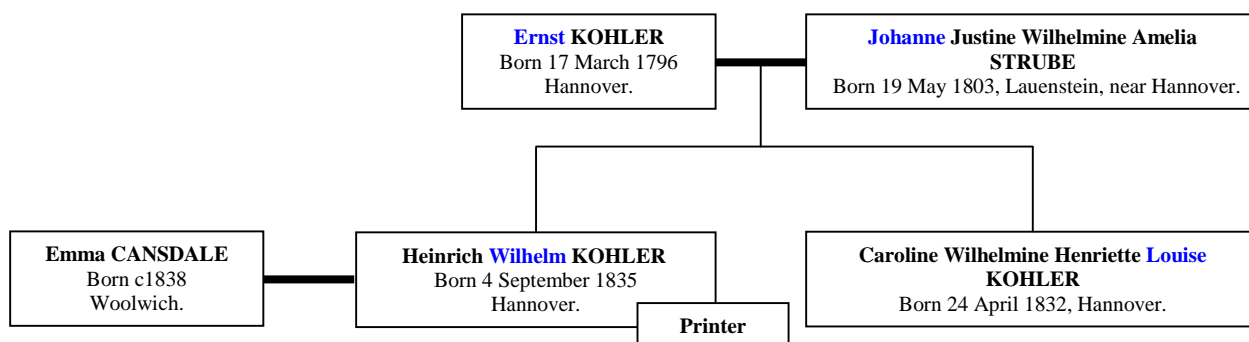 Ernst KOHLER
Born 17 March 1796
Hannover.
Johanne Justine Wilhelmine Amelia
STRUBE
Born 19 May 1803, Lauenstein, near Hannover.
Emma CANSDALE
Born c1838
Woolwich.
Heinrich Wilhelm KOHLER
Born 4 September 1835
Hannover.
Printer
Caroline Wilhelmine Henriette Louise
KOHLER
Born 24 April 1832, Hannover.